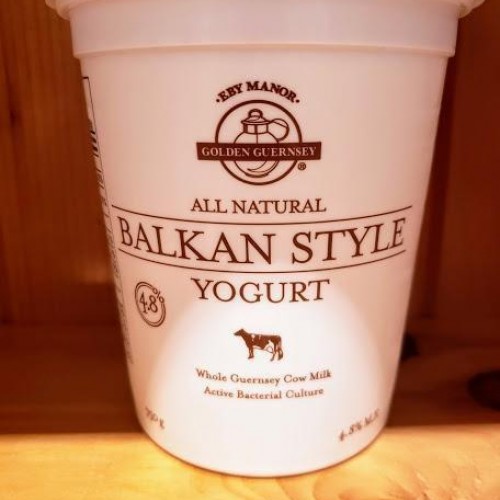 ·EBY MANOR·
GOLDEN GUERNSEY
®
ALL NATURAL
BALKAN STYLE
YOGURT
4.8%
Whole Guernsey Cow Milk
Active Bacterial Culture
750 g
4.8% M.F.